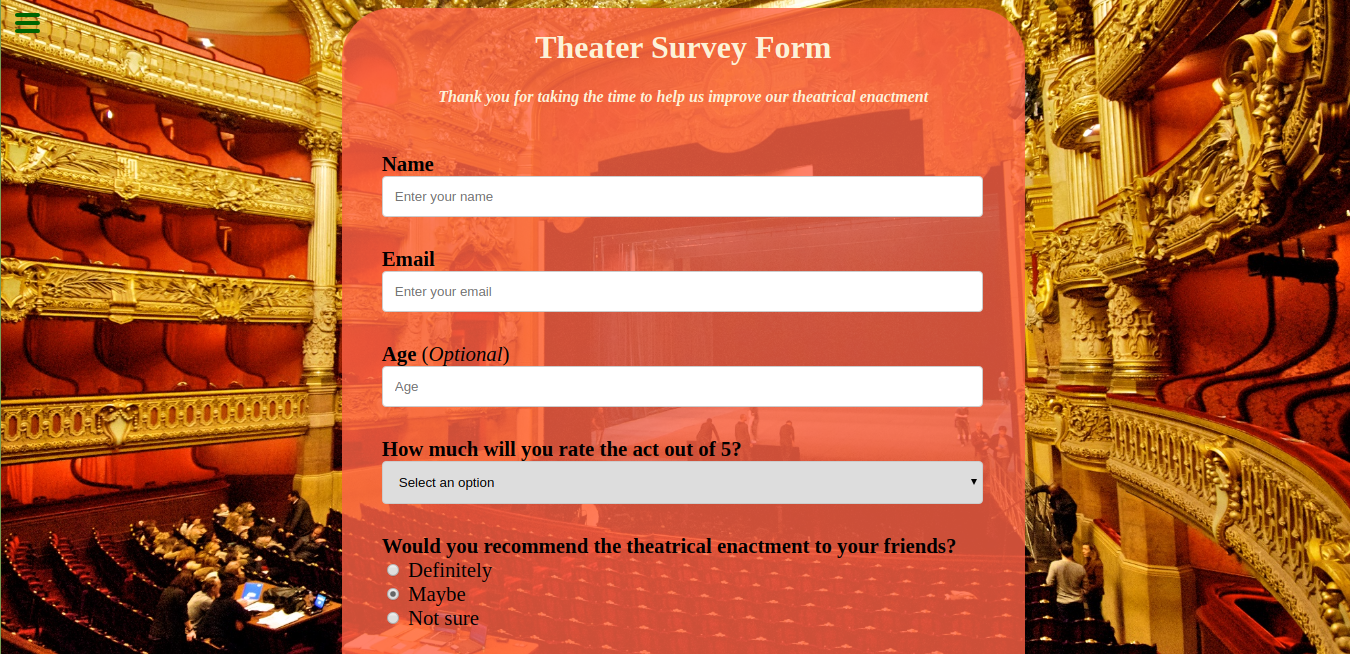 Theater Survey Form
Thank you for taking the time to help us improve our theatrical enactment
Name
Enter your name
Email
Enter your email
Age (Optional)
Age
How much will you rate the act out of 5?
Select an option
Would you recommend the theatrical enactment to your friends?
Definitely
Maybe
Not sure